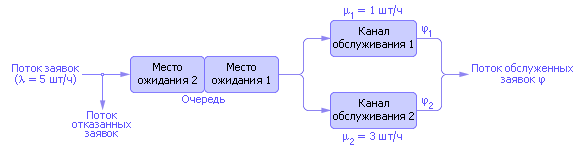 μ1 = 1 шт/ч
Канал
обслуживания 1
φ1
Поток заявок
(λ = 5 шт/ч)
Место
ожидания 2
Место
ожидания 1
Очередь
Поток обслуженных
заявок φ
Поток
отказанных
заявок
Канал
обслуживания 2
φ2
μ2 = 3 шт/ч